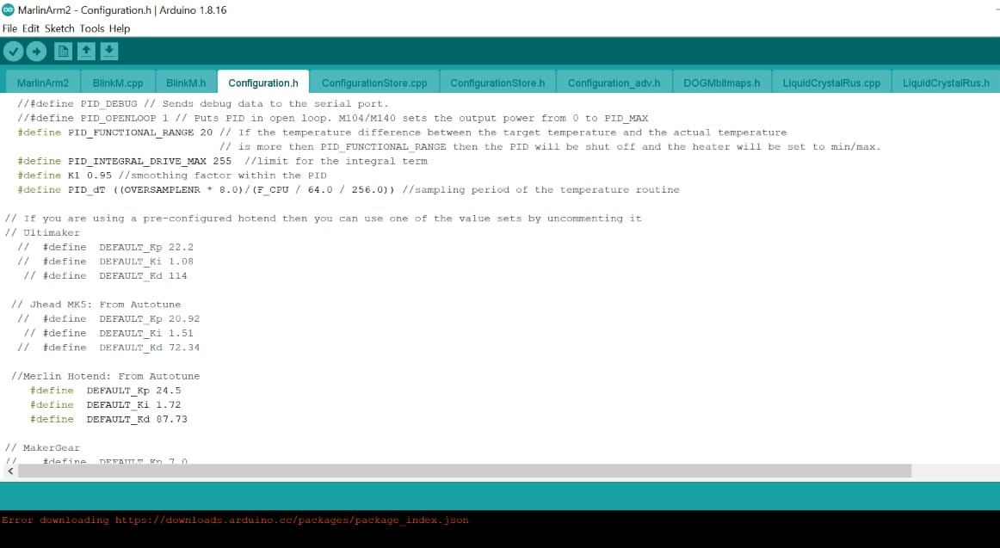 MarlinArm2 - Configuration.h | Arduino 1.8.16
File Edit Sketch Tools Help
MarlinArm2 BlinkM.cpp BlinkM.h Configuration.h ConfigurationStore.cpp ConfigurationStore.h Configuration_adv.h DOGMbitmaps.h LiquidCrystalRus.cpp LiquidCrystalRus.h
//#define PID_DEBUG // Sends debug data to the serial port.
//#define PID_OPENLOOP 1 // Puts PID in open loop. M104/M140 sets the output power from 0 to PID_MAX
#define PID_FUNCTIONAL_RANGE 20 // If the temperature difference between the target temperature and the actual temperature
// is more then PID_FUNCTIONAL_RANGE then the PID will be shut off and the heater will be set to min/max.
#define PID_INTEGRAL_DRIVE_MAX 255 //limit for the integral term
#define K1 0.95 //smoothing factor within the PID
#define PID_dT ((OVERSAMPLENR * 8.0)/(F_CPU / 64.0 / 256.0)) //sampling period of the temperature routine
// If you are using a pre-configured hotend then you can use one of the value sets by uncommenting it
// Ultimaker
// #define DEFAULT_Kp 22.2
// #define DEFAULT_Ki 1.08
// #define DEFAULT_Kd 114
// Jhead MK5: From Autotune
// #define DEFAULT_Kp 20.92
// #define DEFAULT_Ki 1.51
// #define DEFAULT_Kd 72.34
//Merlin Hotend: From Autotune
#define DEFAULT_Kp 24.5
#define DEFAULT_Ki 1.72
#define DEFAULT_Kd 87.73
// MakerGear
// #define DEFAULT_Kp 7.0
Error downloading https://downloads.arduino.cc/packages/package_index.json